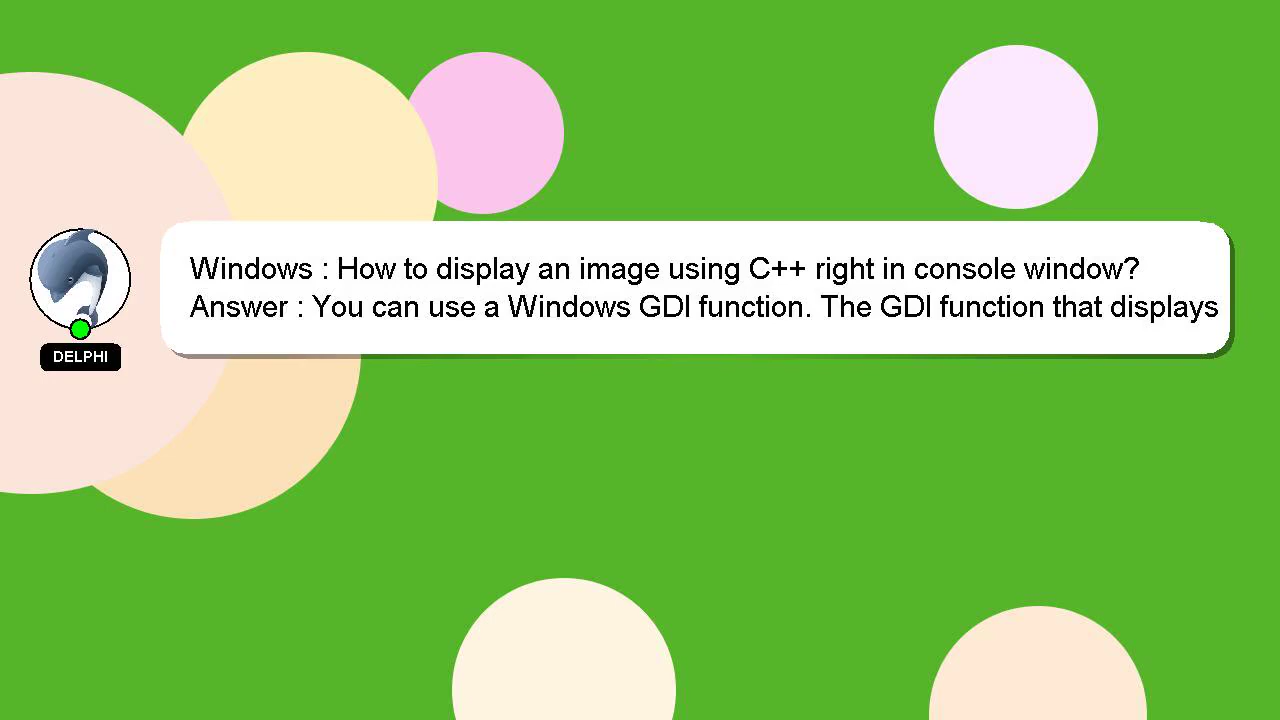 Windows : How to display an image using C++ right in console window?
Answer : You can use a Windows GDI function. The GDI function that displays
DELPHI